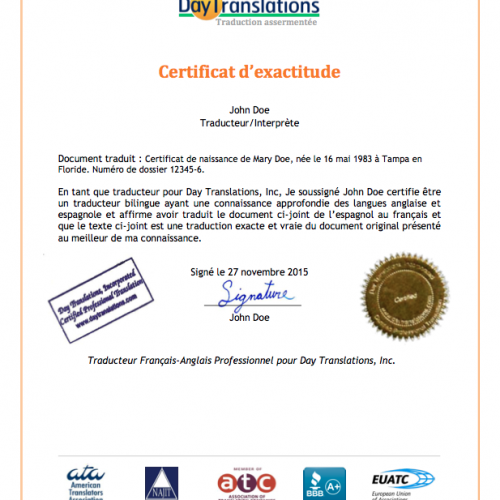 DayTranslations
Traduction assermentée
Certificat d'exactitude
John Doe
Traducteur/Interprète
Document traduit : Certificat de naissance de Mary Doe, née le 16 mai 1983 à Tampa en
Floride. Numéro de dossier 12345-6.
En tant que traducteur pour Day Translations, Inc, Je soussigné John Doe certifie être
un traducteur bilingue ayant une connaissance approfondie des langues anglaise et
espagnole et affirme avoir traduit le document ci-joint de l'espagnol au français et
que le texte ci-joint est une traduction exacte et vraie du document original présenté
au meilleur de ma connaissance.
Signé le 27 novembre 2015
Day Translations, Incorporated
Certified Professional Translation
www.daytranslations.com
Signature
Certified
John Doe
Traducteur Français-Anglais Professionnel pour Day Translations, Inc.
ata
American
Translators
Association
NAJIT
MEMBER OF
atc
ASSOCIATION OF
BBB
A+
EUATC
European Union
of Associations